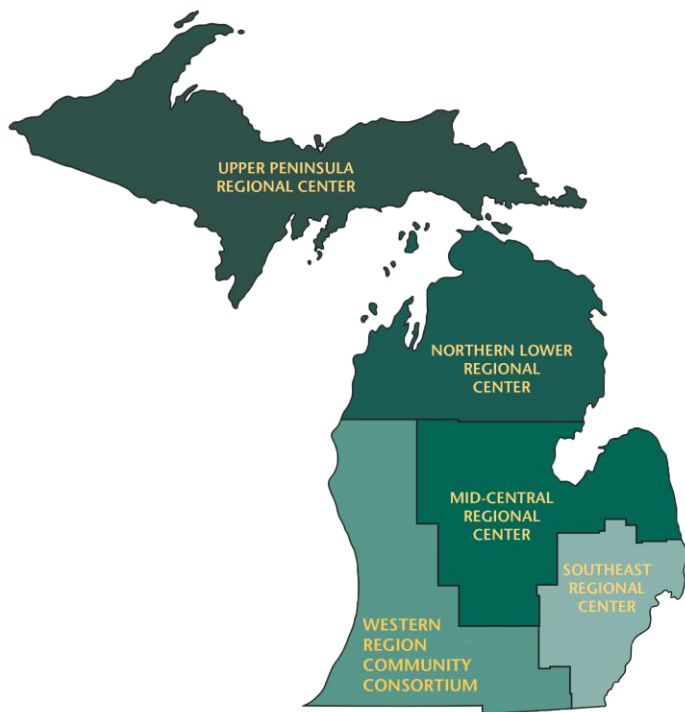 UPPER PENINSULA
REGIONAL CENTER
NORTHERN LOWER
REGIONAL
CENTER
MID-CENTRAL
REGIONAL
CENTER
SOUTHEAST
REGIONAL
CENTER
WESTERN
REGION
COMMUNITY
CONSORTIUM